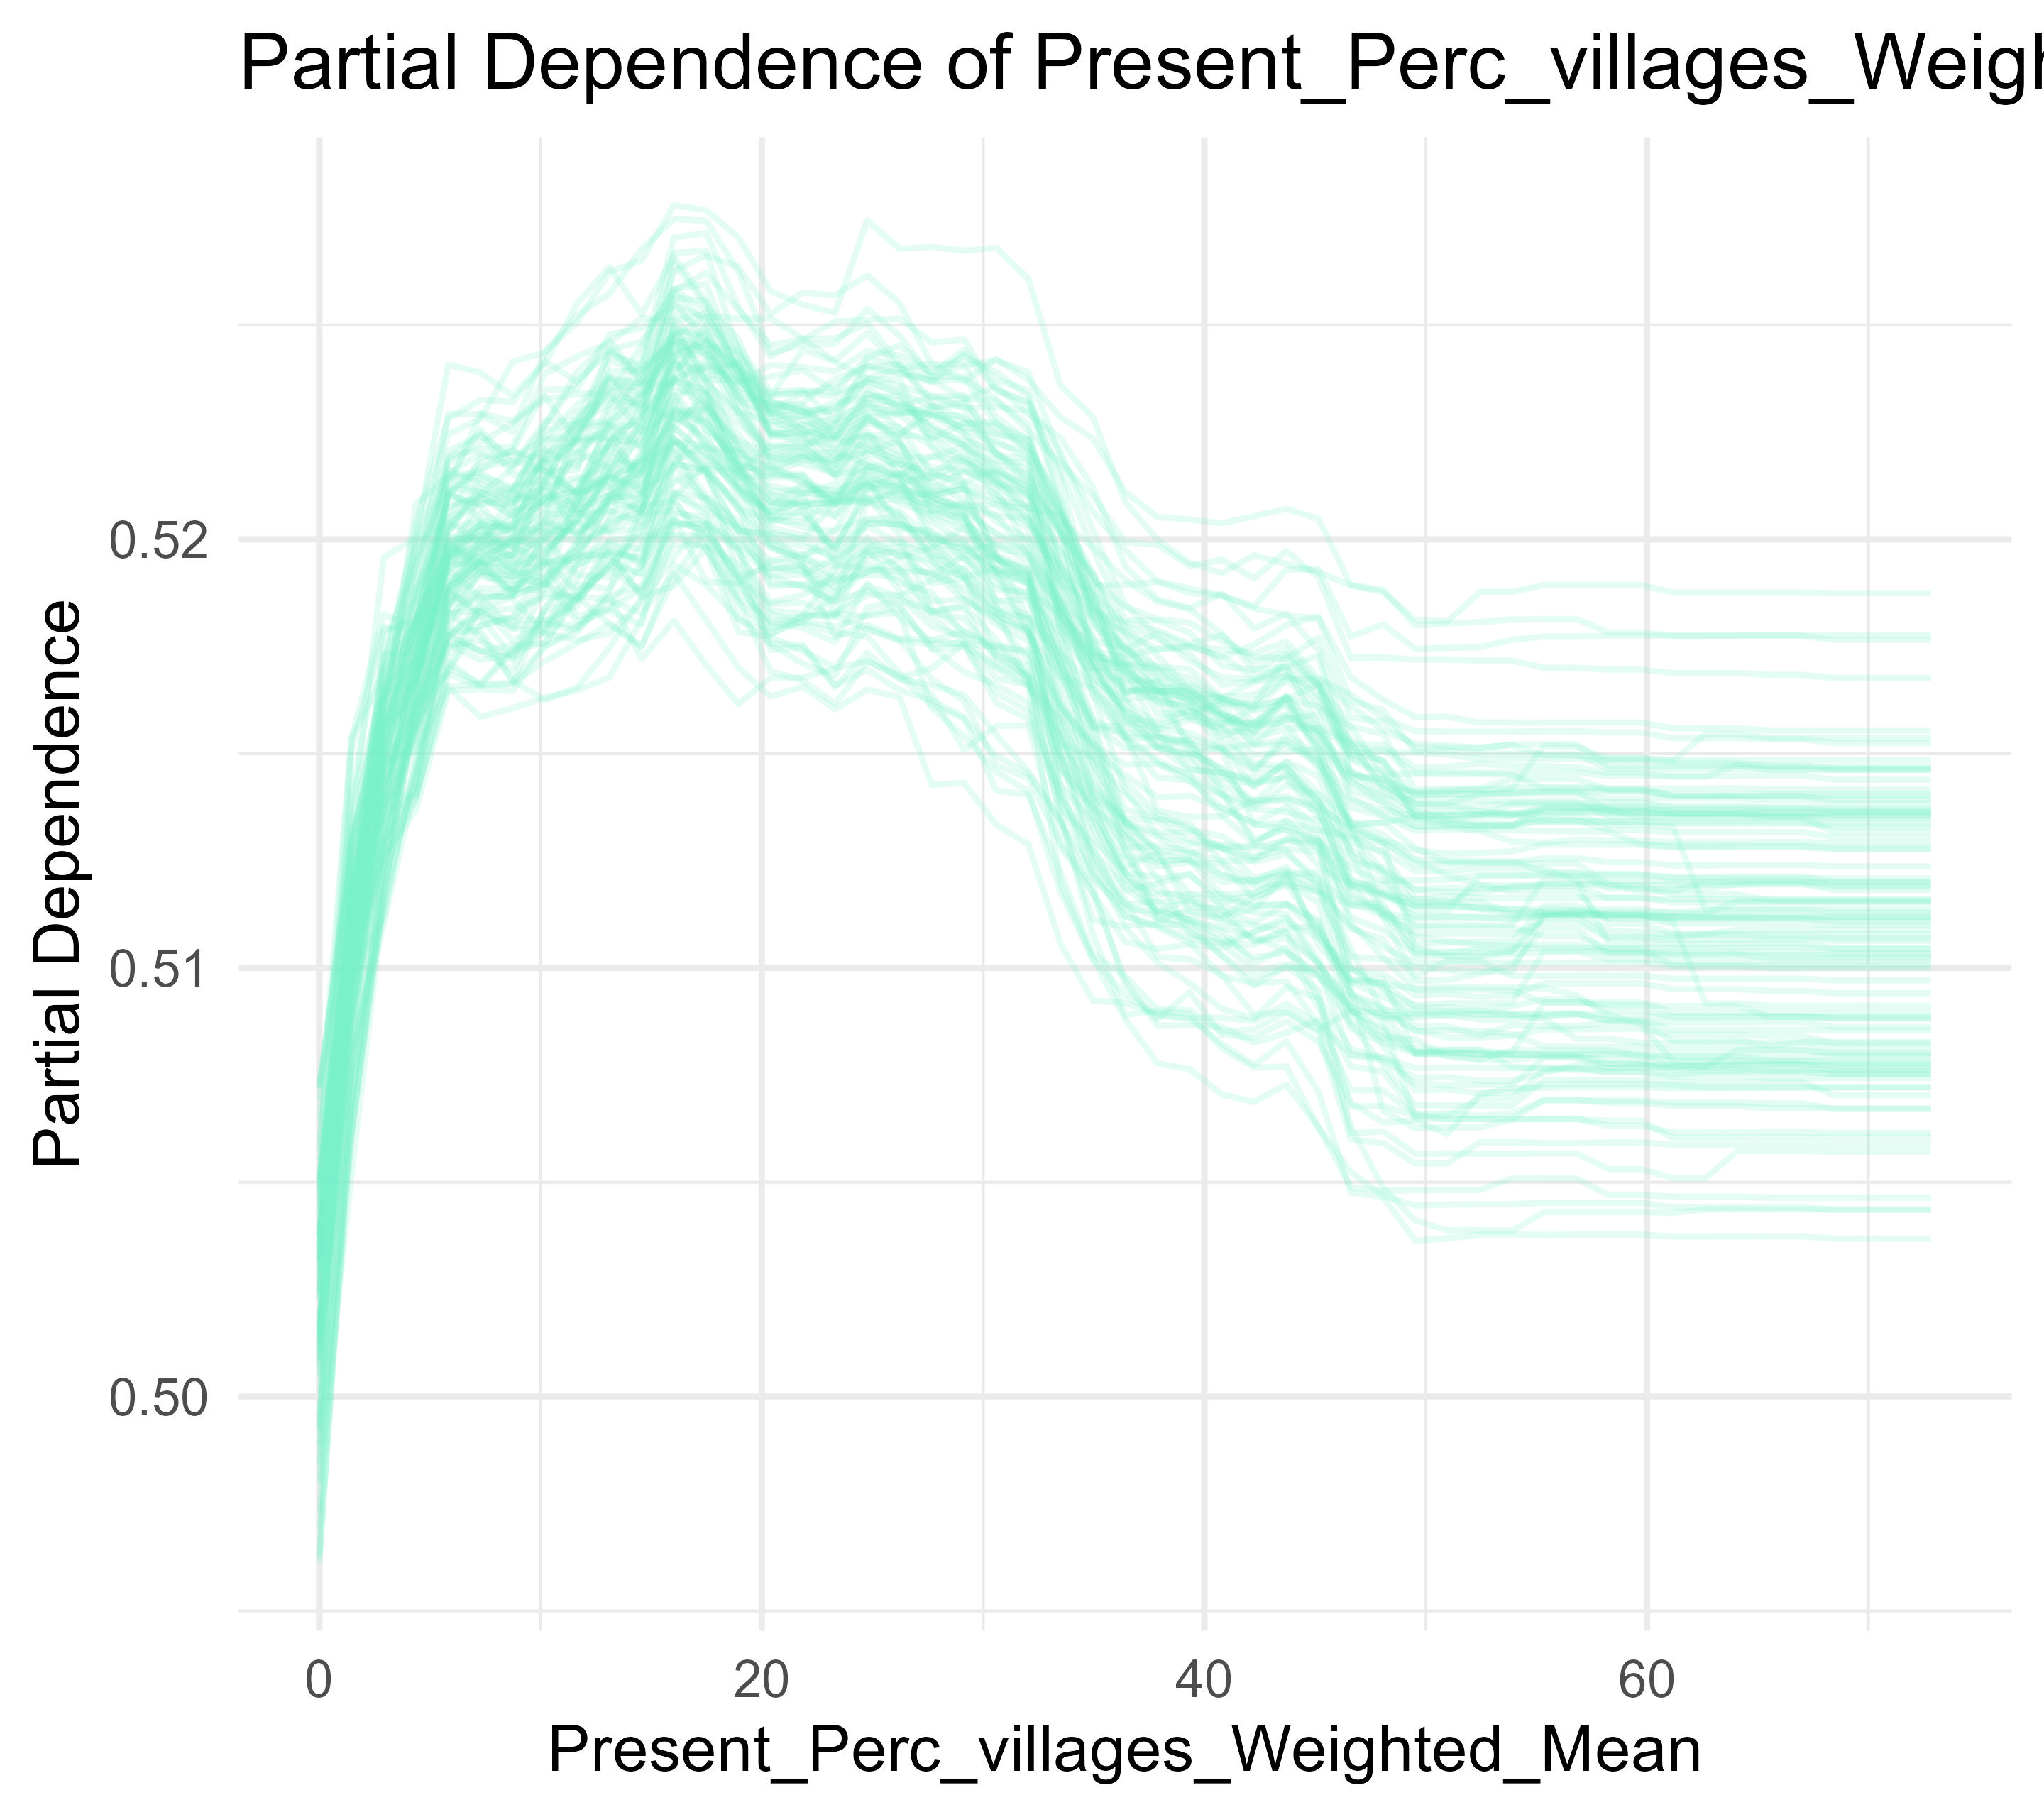 Partial Dependence of Present_Perc_villages_Weigh
Partial Dependence
0.52
0.51
0.50
0 20 40 60
Present_Perc_villages_Weighted_Mean